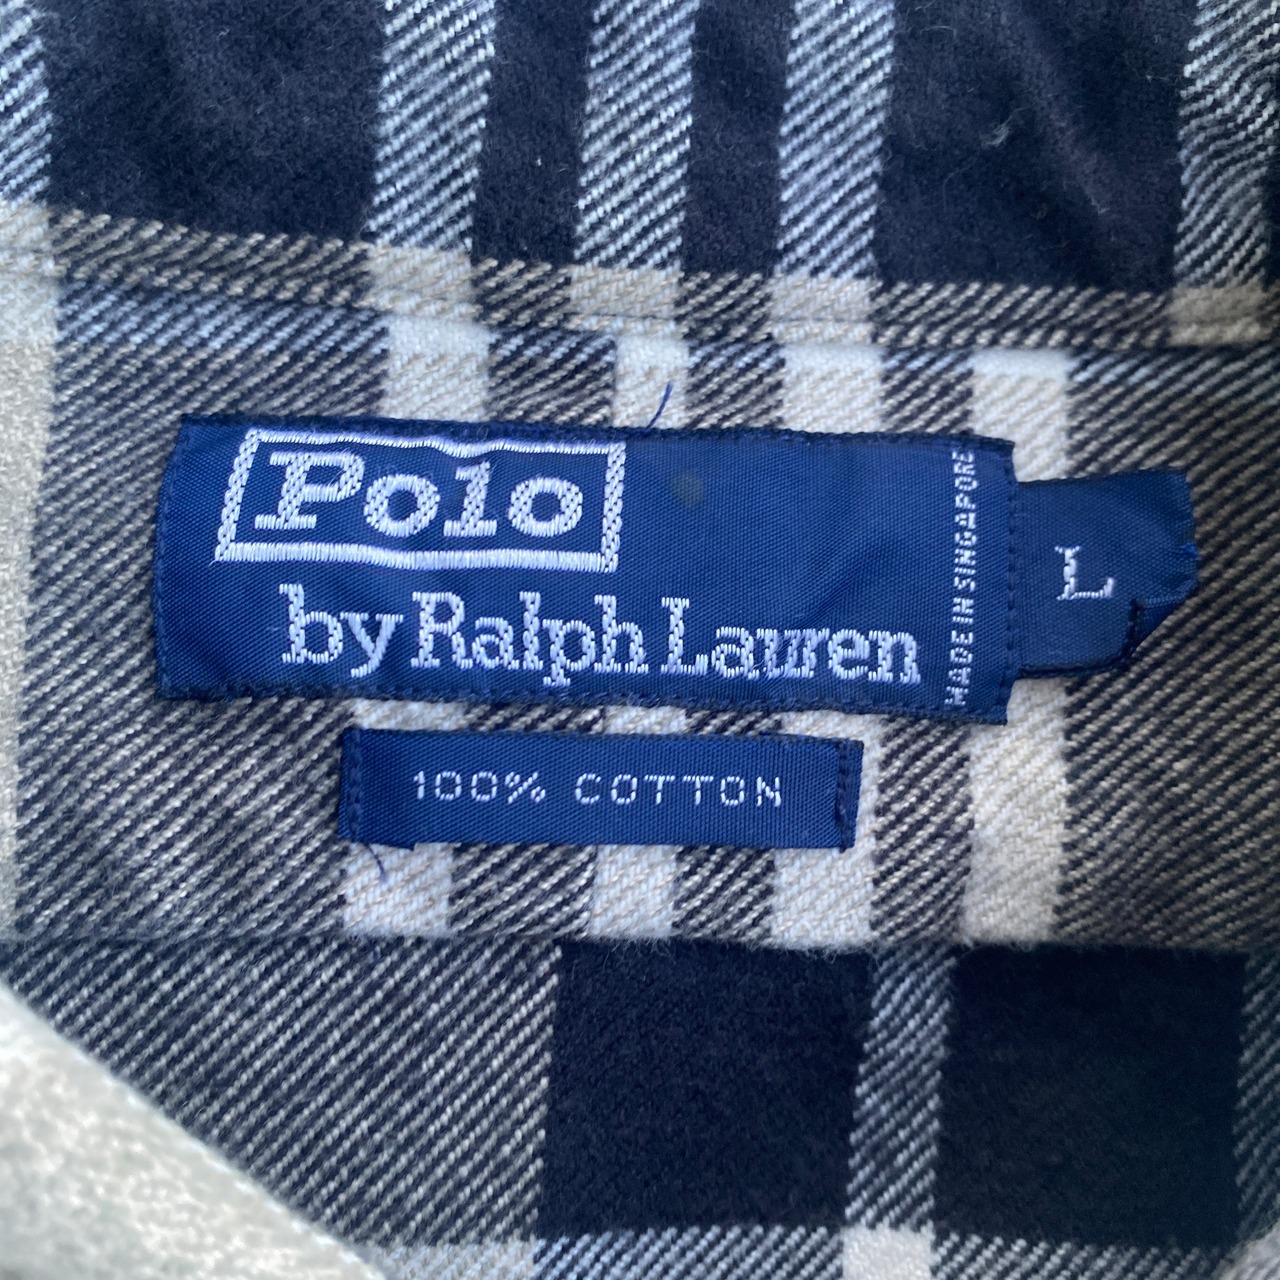 Polo
by Ralph Lauren
MADE IN SINGAPORE
L
100% COTTON